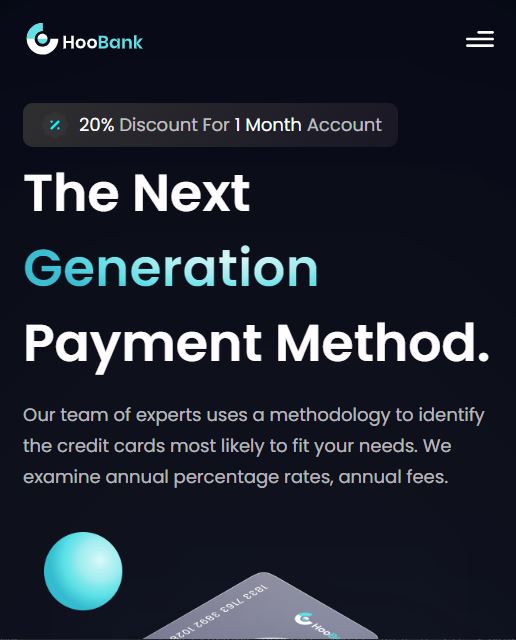 HooBank
20% Discount For 1 Month Account
The Next
Generation
Payment Method.
Our team of experts uses a methodology to identify
the credit cards most likely to fit your needs. We
examine annual percentage rates, annual fees.
1833 7163 3892 1028